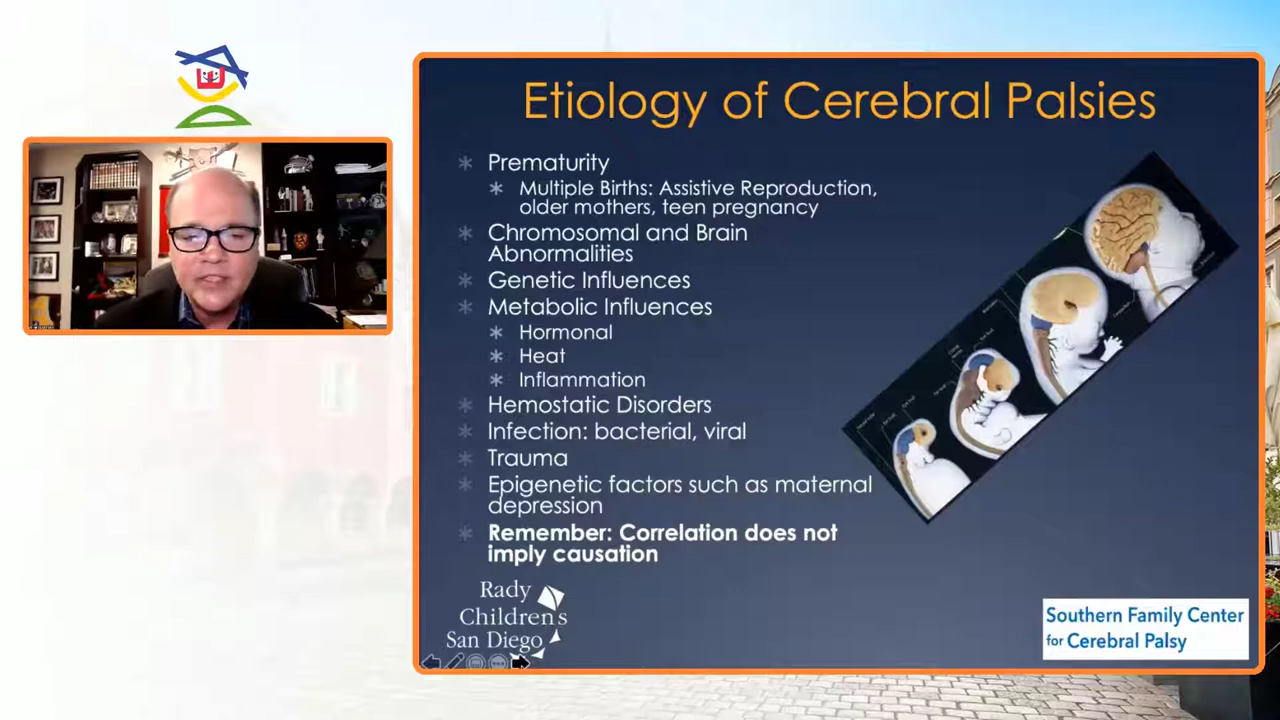 Etiology of Cerebral Palsies
Prematurity
Multiple Births: Assistive Reproduction,
older mothers, teen pregnancy
Chromosomal and Brain
Abnormalities
Genetic Influences
Metabolic Influences
Hormonal
Heat
Inflammation
Hemostatic Disorders
Infection: bacterial, viral
Trauma
Epigenetic factors such as maternal
depression
Remember: Correlation does not
imply causation
Rady
Children's
San Diego
Southern Family Center
for Cerebral Palsy